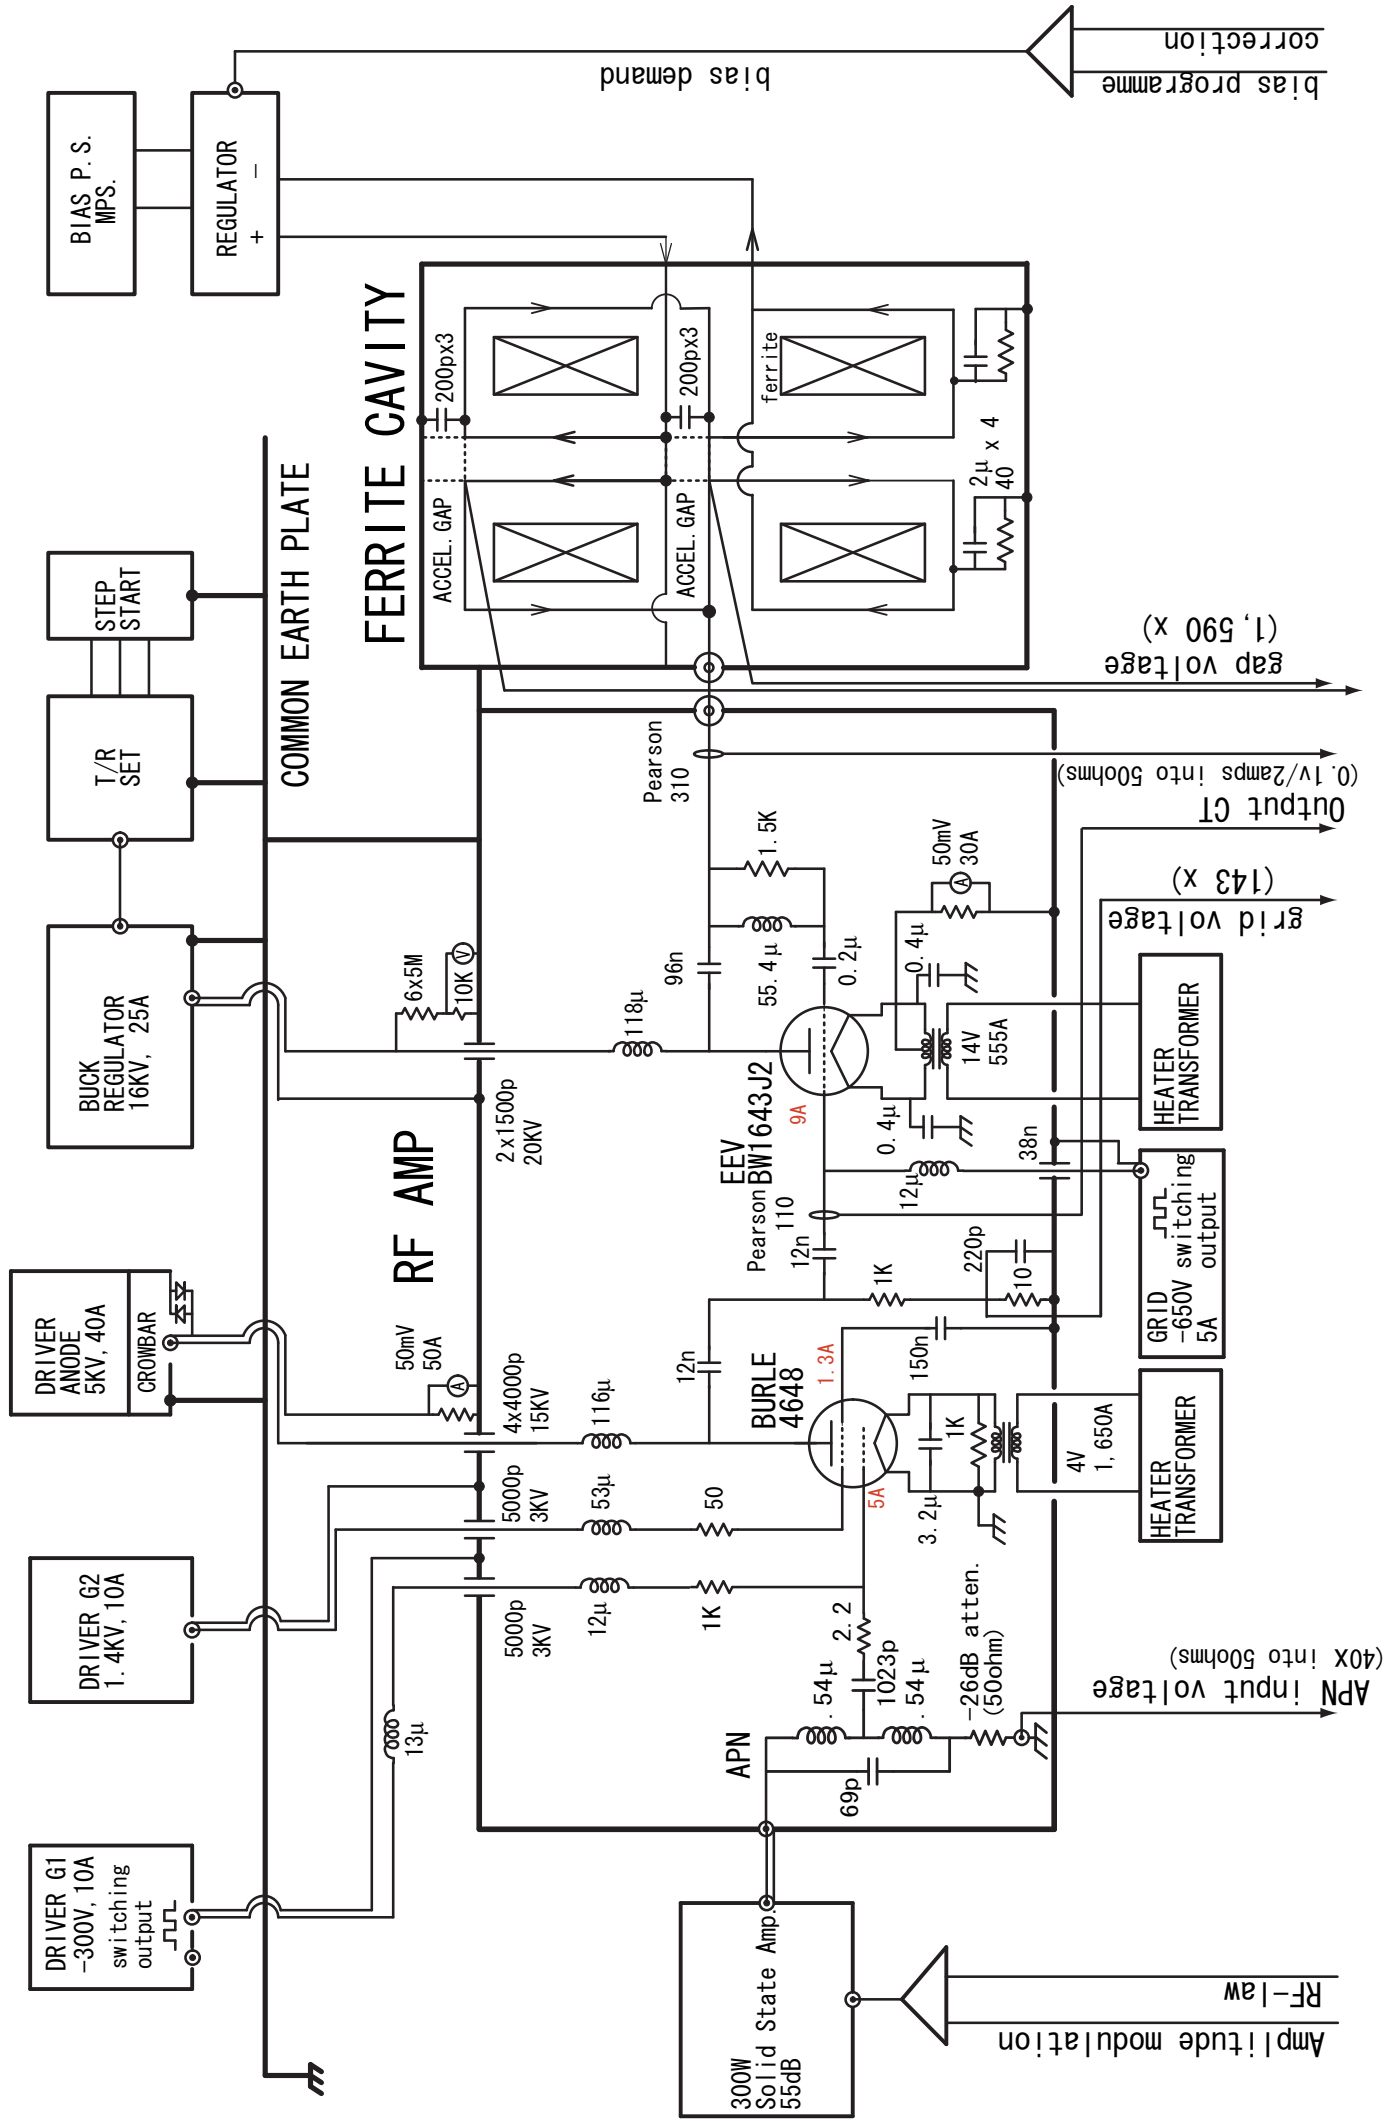 DRIVER G1
-300V, 10A
switching
output
DRIVER G2
1.4KV, 10A
DRIVER
ANODE
5KV, 40A
CROWBAR
BUCK
REGULATOR
16KV, 25A
T/R
SET
STEP
START
BIAS P.S.
MPS.
REGULATOR
+ -
COMMON EARTH PLATE
bias demand
correction
bias programme
FERRITE CAVITY
200px3
ACCEL. GAP
200px3
ACCEL. GAP
ferrite
2μ x 4
40
13μ
RF AMP
50mV
50A
6x5M
10K
V
A
5000p
3KV
5000p
3KV
4x4000p
15KV
2x1500p
20KV
12μ
53μ
116μ
118μ
1K
50
12n
96n
Pearson
310
1.5K
55.4μ
0.2μ
EEV
BW1643J2
9A
BURLE
4648
1.3A
5A
Pearson
110
12n
1K
10
220p
150n
12μ
38n
0.4μ
0.4μ
14V
555A
50mV
30A
A
3.2μ
1K
4V
1,650A
APN
.54μ
.54μ
69p
1023p
2.2
-26dB atten.
(50ohm)
300W
Solid State Amp.
55dB
HEATER
TRANSFORMER
GRID
-650V switching
output
5A
HEATER
TRANSFORMER
Amplitude modulation
RF-law
APN input voltage
(40X into 50ohms)
grid voltage
(143 x)
Output CT
(0.1v/2amps into 50ohms)
gap voltage
(1,590 x)